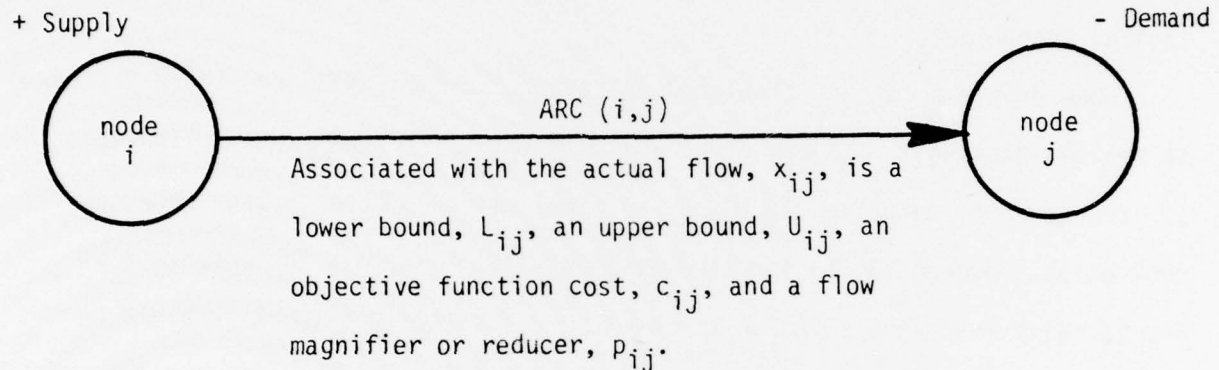 + Supply
- Demand
node
i
ARC (i,j)
node
j
Associated with the actual flow, x_ij, is a
lower bound, L_ij, an upper bound, U_ij, an
objective function cost, c_ij, and a flow
magnifier or reducer, p_ij.